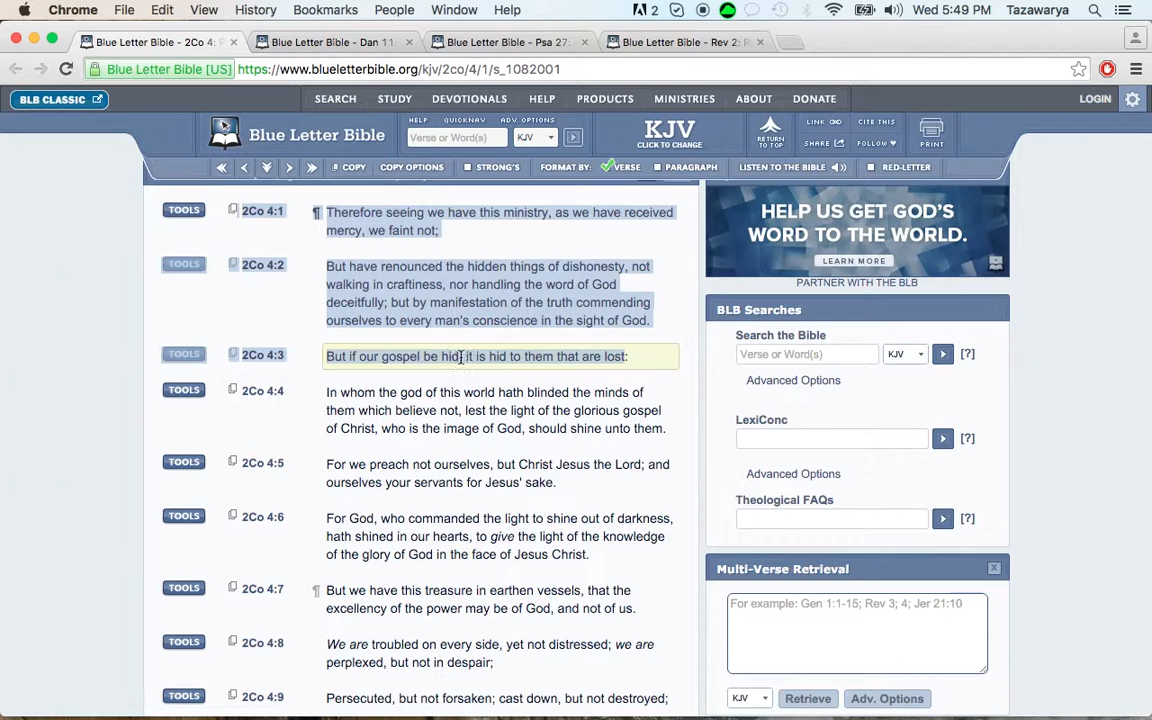 Chrome File Edit View History Bookmarks People Window Help 2 Wed 5:49 PM Tazawarya
Blue Letter Bible - 2Co 4: × Blue Letter Bible - Dan 11: × Blue Letter Bible - Psa 27: × Blue Letter Bible - Rev 2: ×
Blue Letter Bible [US] https://www.blueletterbible.org/kjv/2co/4/1/s_1082001
BLB CLASSIC SEARCH STUDY DEVOTIONALS HELP PRODUCTS MINISTRIES ABOUT DONATE LOGIN
HELP QUICKNAV ADV. OPTIONS
Blue Letter Bible Verse or Word(s) KJV
KJV
CLICK TO CHANGE
RETURN
TO TOP
LINK CITE THIS
SHARE FOLLOW
PRINT
COPY COPY OPTIONS STRONG'S FORMAT BY: VERSE PARAGRAPH LISTEN TO THE BIBLE RED-LETTER
TOOLS 2Co 4:1 ¶ Therefore seeing we have this ministry, as we have received
mercy, we faint not;
TOOLS 2Co 4:2 But have renounced the hidden things of dishonesty, not
walking in craftiness, nor handling the word of God
deceitfully; but by manifestation of the truth commending
ourselves to every man's conscience in the sight of God.
TOOLS 2Co 4:3 But if our gospel be hid, it is hid to them that are lost:
TOOLS 2Co 4:4 In whom the god of this world hath blinded the minds of
them which believe not, lest the light of the glorious gospel
of Christ, who is the image of God, should shine unto them.
TOOLS 2Co 4:5 For we preach not ourselves, but Christ Jesus the Lord; and
ourselves your servants for Jesus' sake.
TOOLS 2Co 4:6 For God, who commanded the light to shine out of darkness,
hath shined in our hearts, to give the light of the knowledge
of the glory of God in the face of Jesus Christ.
TOOLS 2Co 4:7 ¶ But we have this treasure in earthen vessels, that the
excellency of the power may be of God, and not of us.
TOOLS 2Co 4:8 We are troubled on every side, yet not distressed; we are
perplexed, but not in despair;
TOOLS 2Co 4:9 Persecuted, but not forsaken; cast down, but not destroyed;
HELP US GET GOD'S
WORD TO THE WORLD.
LEARN MORE
PARTNER WITH THE BLB
BLB Searches
Search the Bible
Verse or Word(s) KJV [?]
Advanced Options
LexiConc
[?]
Advanced Options
Theological FAQs
[?]
Multi-Verse Retrieval X
For example: Gen 1:1-15; Rev 3; 4; Jer 21:10
KJV Retrieve Adv. Options